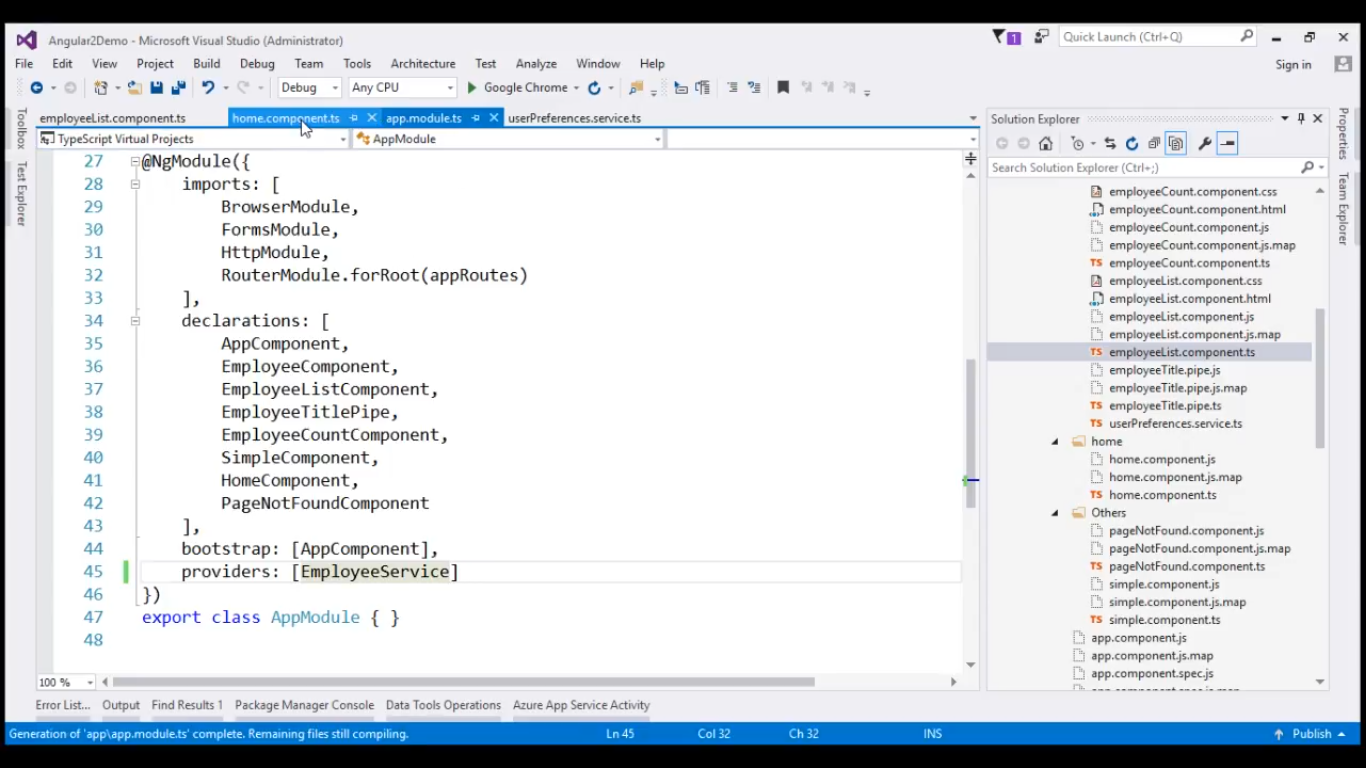 Angular2Demo - Microsoft Visual Studio (Administrator)
1
Quick Launch (Ctrl+Q)
File Edit View Project Build Debug Team Tools Architecture Test Analyze Window Help
Sign in
Debug Any CPU Google Chrome
employeeList.component.ts home.component.ts app.module.ts userPreferences.service.ts
TypeScript Virtual Projects AppModule
Toolbox
Test Explorer
27 @NgModule({
28 imports: [
29 BrowserModule,
30 FormsModule,
31 HttpModule,
32 RouterModule.forRoot(appRoutes)
33 ],
34 declarations: [
35 AppComponent,
36 EmployeeComponent,
37 EmployeeListComponent,
38 EmployeeTitlePipe,
39 EmployeeCountComponent,
40 SimpleComponent,
41 HomeComponent,
42 PageNotFoundComponent
43 ],
44 bootstrap: [AppComponent],
45 providers: [EmployeeService]
46 })
47 export class AppModule { }
48
100 %
Solution Explorer
Search Solution Explorer (Ctrl+;)
employeeCount.component.css
employeeCount.component.html
employeeCount.component.js
employeeCount.component.js.map
TS employeeCount.component.ts
employeeList.component.css
employeeList.component.html
employeeList.component.js
employeeList.component.js.map
TS employeeList.component.ts
employeeTitle.pipe.js
employeeTitle.pipe.js.map
TS employeeTitle.pipe.ts
TS userPreferences.service.ts
home
home.component.js
home.component.js.map
TS home.component.ts
Others
pageNotFound.component.js
pageNotFound.component.js.map
TS pageNotFound.component.ts
simple.component.js
simple.component.js.map
TS simple.component.ts
app.component.js
app.component.js.map
app.component.spec.js
Properties
Team Explorer
Error List... Output Find Results 1 Package Manager Console Data Tools Operations Azure App Service Activity
Generation of 'app\app.module.ts' complete. Remaining files still compiling. Ln 45 Col 32 Ch 32 INS Publish